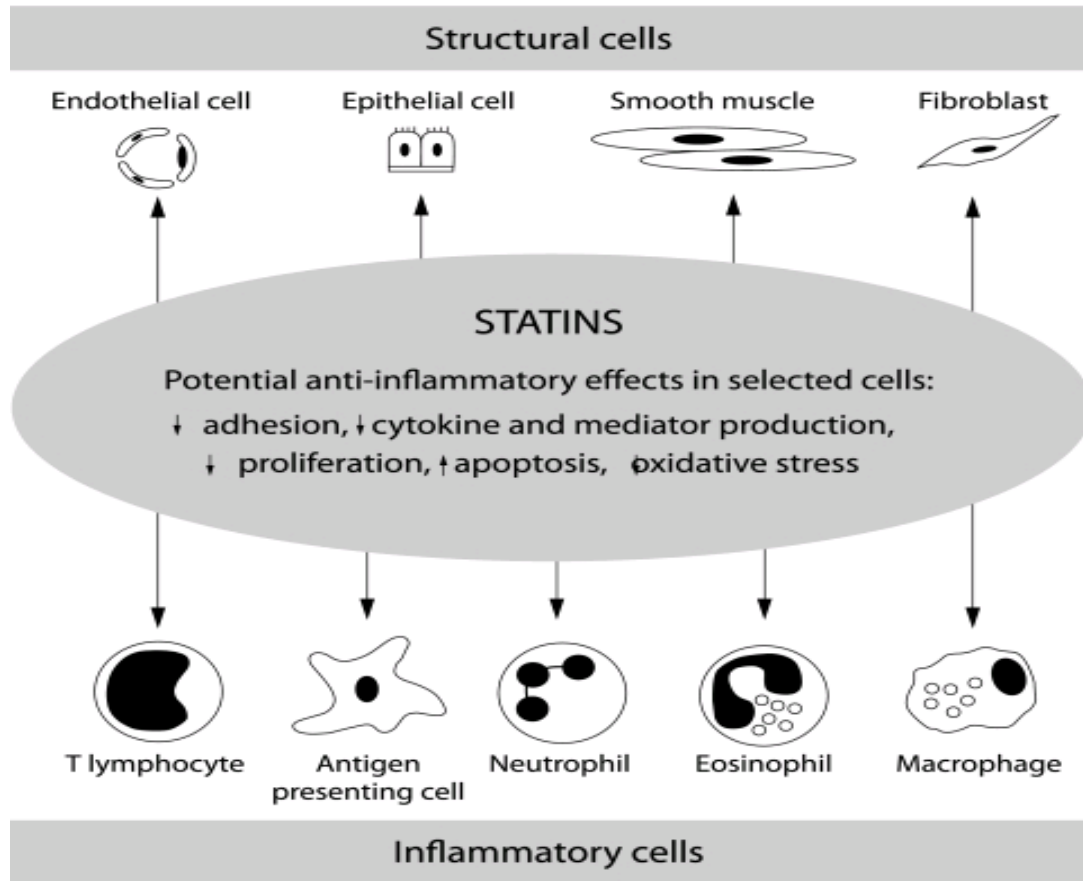 Structural cells
Endothelial cell Epithelial cell Smooth muscle Fibroblast
STATINS
Potential anti-inflammatory effects in selected cells:
↓ adhesion, ↓ cytokine and mediator production,
↓ proliferation, ↑ apoptosis, ↓ oxidative stress
T lymphocyte Antigen Neutrophil Eosinophil Macrophage
presenting cell
Inflammatory cells